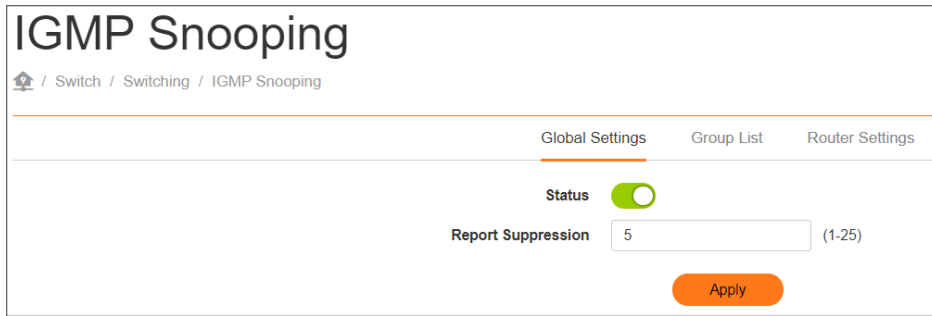 IGMP Snooping
/ Switch / Switching / IGMP Snooping
Global Settings Group List Router Settings
Status
Report Suppression 5 (1-25)
Apply